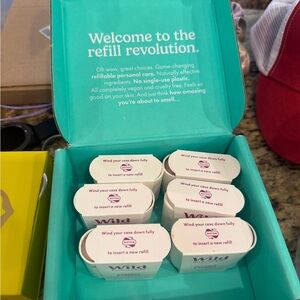 Welcome to the
refill revolution.
Oh wow, great choices. Game-changing
refillable personal care. Naturally effective
ingredients. No single-use plastic.
All completely vegan and cruelty free. Feels so
good on your skin. And just think how amazing
you're about to smell...
Wind your case down fully
to insert a new refill
Wind your case down fully
to insert a new refill
Wind your case down fully
to insert a new refill
Wind your case down fully
to insert a new refill
Wild
Wild
Wind your case down fully
to insert a new refill
Wind your case down fully
to insert a new refill
Wild
Wild